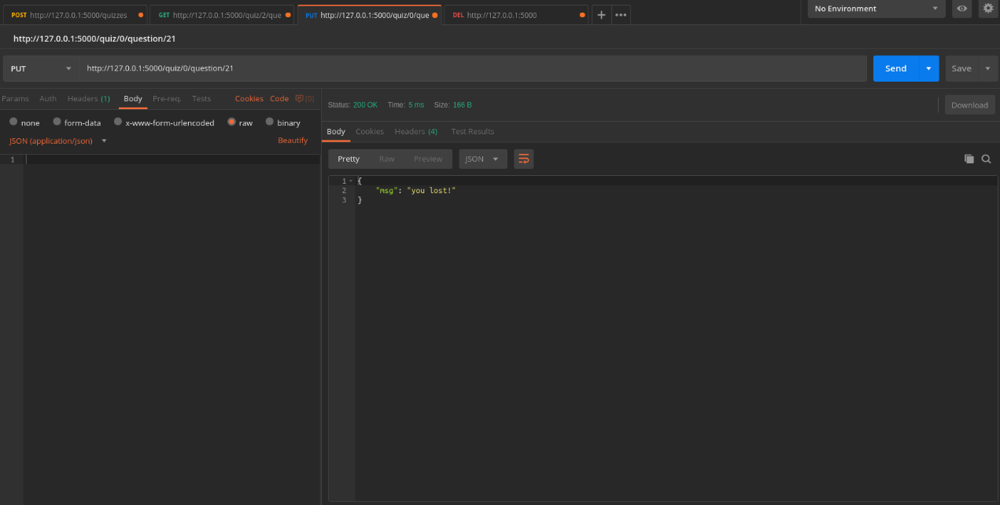 POST http://127.0.0.1:5000/quizzes
GET http://127.0.0.1:5000/quiz/2/que
PUT http://127.0.0.1:5000/quiz/0/que
DEL http://127.0.0.1:5000
No Environment
http://127.0.0.1:5000/quiz/0/question/21
PUT http://127.0.0.1:5000/quiz/0/question/21 Send Save
Params Auth Headers (1) Body Pre-req. Tests Cookies Code (0)
none form-data x-www-form-urlencoded raw binary
JSON (application/json) Beautify
1
Status: 200 OK Time: 5 ms Size: 166 B Download
Body Cookies Headers (4) Test Results
Pretty Raw Preview JSON
1 {
2 "msg": "you lost!"
3 }